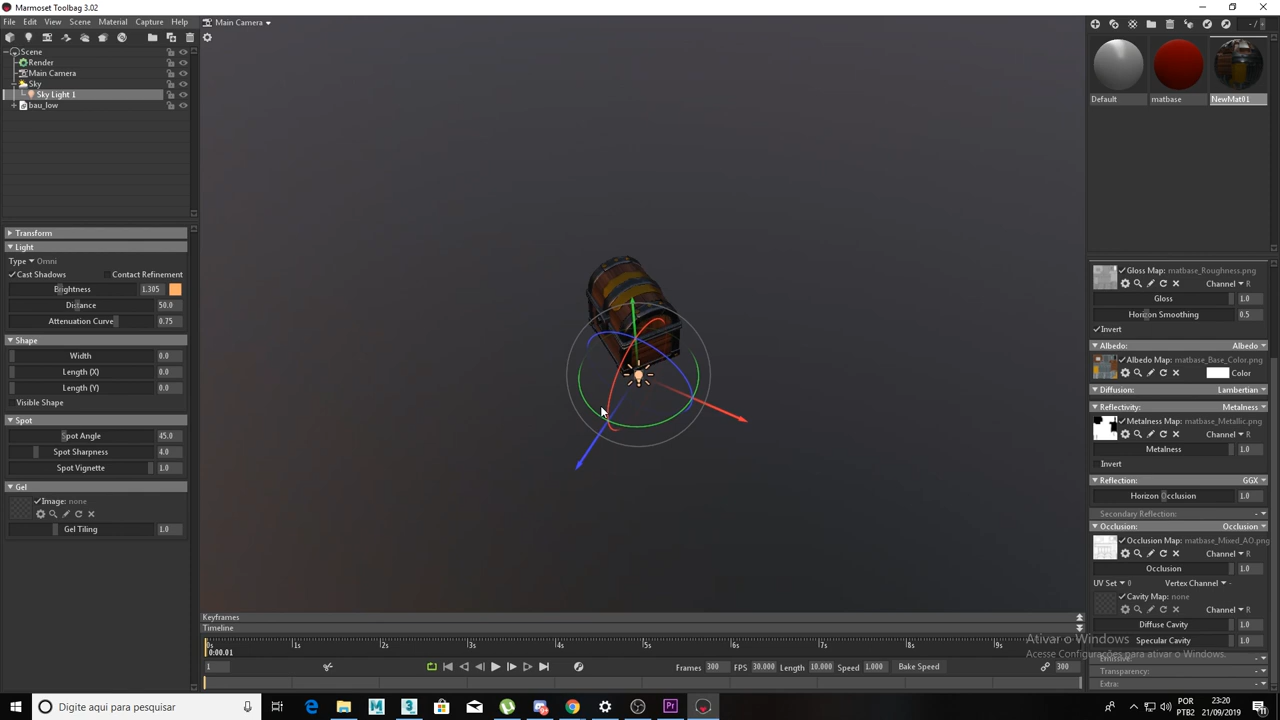 Marmoset Toolbag 3.02
File Edit View Scene Material Capture Help
Main Camera
Scene
Render
Main Camera
Sky
Sky Light 1
bau_low
Transform
Light
Type Omni
Cast Shadows Contact Refinement
Brightness 1.305
Distance 50.0
Attenuation Curve 0.75
Shape
Width 0.0
Length (X) 0.0
Length (Y) 0.0
Visible Shape
Spot
Spot Angle 45.0
Spot Sharpness 4.0
Spot Vignette 1.0
Gel
Image: none
Gel Tiling 1.0
Keyframes
Timeline
0s 1s 2s 3s 4s 5s 6s 7s 8s 9s
0:00.01
1 Frames 300 FPS 30.000 Length 10.000 Speed 1.000 Bake Speed 300
Default matbase NewMat01
Gloss Map: matbase_Roughness.png
Channel R
Gloss 1.0
Horizon Smoothing 0.5
Invert
Albedo: Albedo
Albedo Map: matbase_Base_Color.png
Color
Diffusion: Lambertian
Reflectivity: Metalness
Metalness Map: matbase_Metallic.png
Channel R
Metalness 1.0
Invert
Reflection: GGX
Horizon Occlusion 1.0
Secondary Reflection: -
Occlusion: Occlusion
Occlusion Map: matbase_Mixed_AO.png
Channel R
Occlusion 1.0
UV Set 0 Vertex Channel -
Cavity Map: none
Channel R
Diffuse Cavity 1.0
Specular Cavity 1.0
Emissive:
Transparency:
Extra:
Ativar o Windows
Acesse Configurações para ativar o Windows.
Digite aqui para pesquisar
POR
PTB2
23:20
21/09/2019